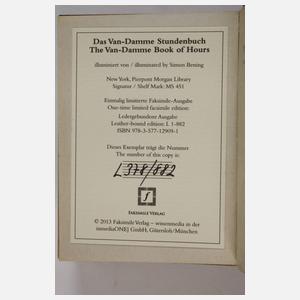 Das Van-Damme Stundenbuch
The Van-Damme Book of Hours
illuminiert von / illuminated by Simon Bening
New York, Pierpont Morgan Library
Signatur / Shelf Mark: MS 451
Einmalig limitierte Faksimile-Ausgabe
One-time limited facsimile edition:
Ledergebundene Ausgabe
Leather-bound edition: L 1-882
ISBN 978-3-577-12909-1
Dieses Exemplar trägt die Nummer
The number of this copy is:
L 378/882
f
FAKSIMILE VERLAG
© 2013 Faksimile Verlag – wissenmedia in der
inmediaONE] GmbH, Gütersloh/München